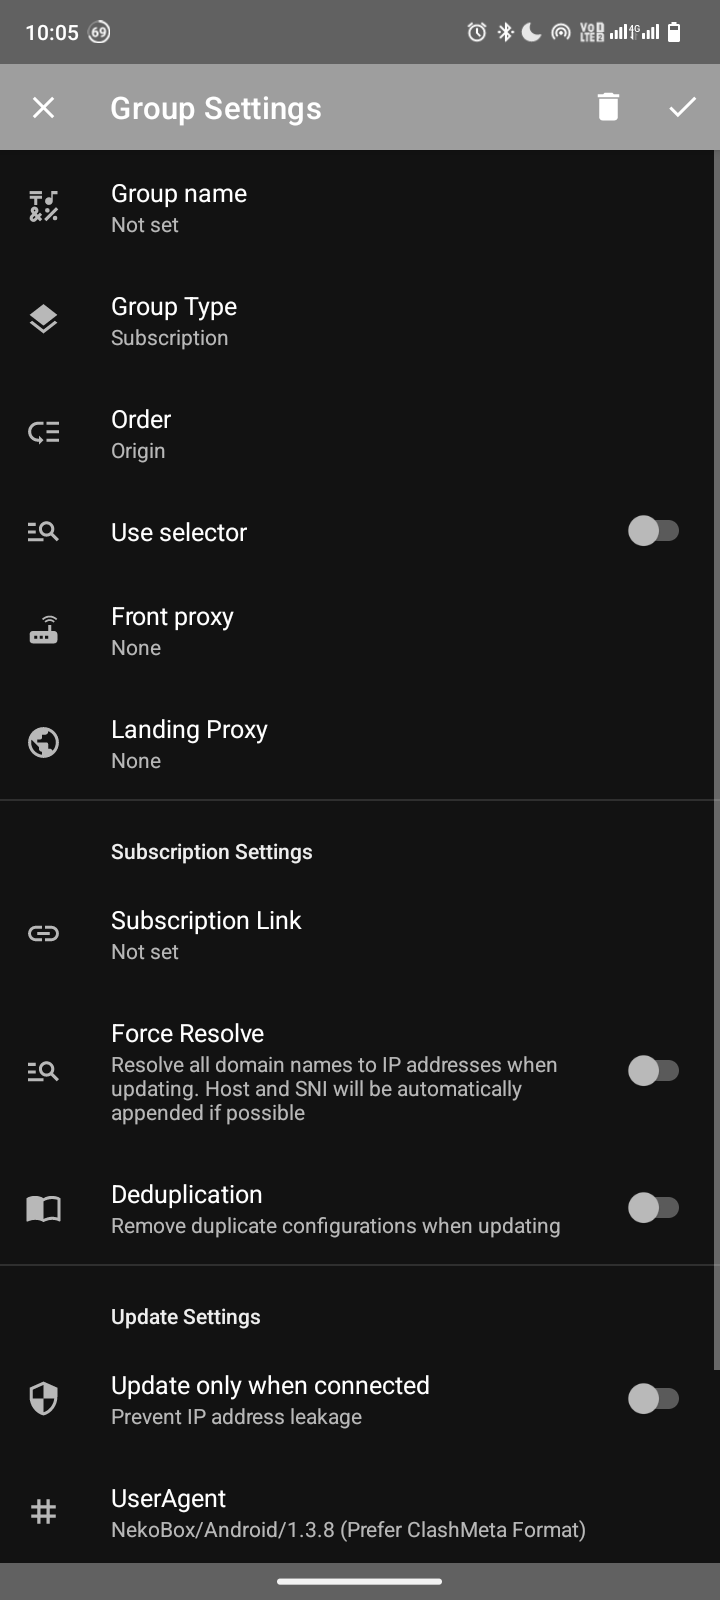 10:05 69 4G
VoD
LTE2
Group Settings
Group name
Not set
Group Type
Subscription
Order
Origin
Use selector
Front proxy
None
Landing Proxy
None
Subscription Settings
Subscription Link
Not set
Force Resolve
Resolve all domain names to IP addresses when
updating. Host and SNI will be automatically
appended if possible
Deduplication
Remove duplicate configurations when updating
Update Settings
Update only when connected
Prevent IP address leakage
UserAgent
NekoBox/Android/1.3.8 (Prefer ClashMeta Format)